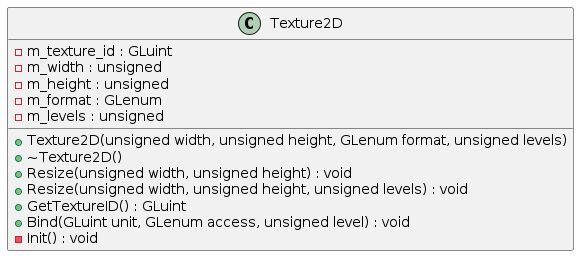 C Texture2D
m_texture_id : GLuint
m_width : unsigned
m_height : unsigned
m_format : GLenum
m_levels : unsigned
Texture2D(unsigned width, unsigned height, GLenum format, unsigned levels)
~Texture2D()
Resize(unsigned width, unsigned height) : void
Resize(unsigned width, unsigned height, unsigned levels) : void
GetTextureID() : GLuint
Bind(GLuint unit, GLenum access, unsigned level) : void
Init() : void